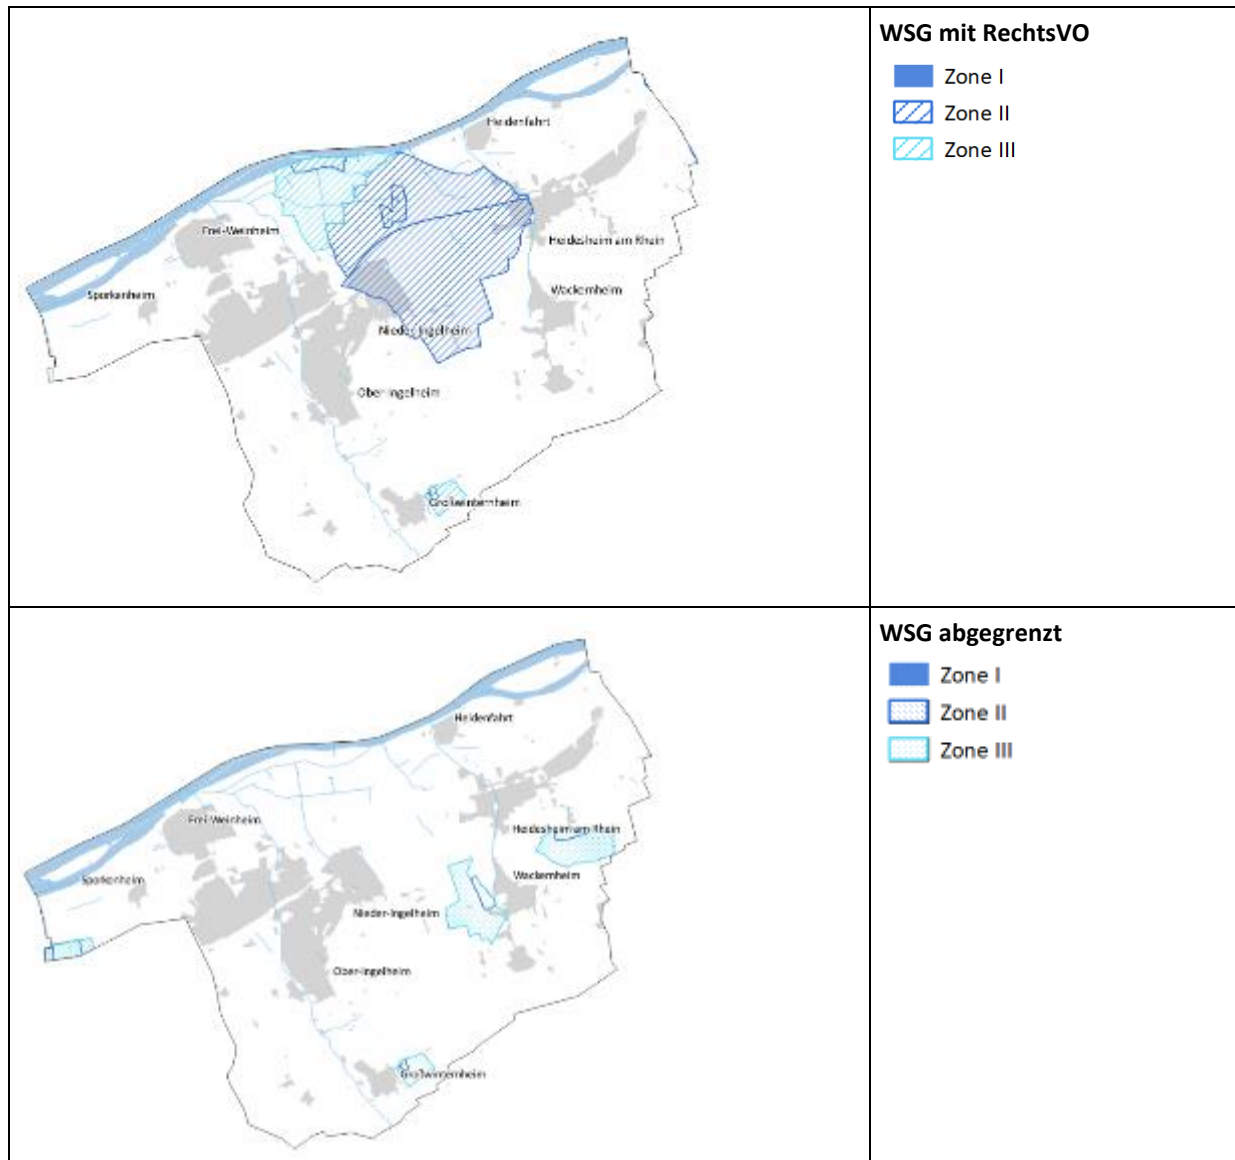 WSG mit RechtsVO
Zone I
Zone II
Zone III
Heidenfahrt
Frei-Weinheim
Heidesheim am Rhein
Sporkenheim
Wackernheim
Nieder-Ingelheim
Ober-Ingelheim
Großwinternheim
WSG abgegrenzt
Zone I
Zone II
Zone III
Heidenfahrt
Frei-Weinheim
Heidesheim am Rhein
Sporkenheim
Wackernheim
Nieder-Ingelheim
Ober-Ingelheim
Großwinternheim